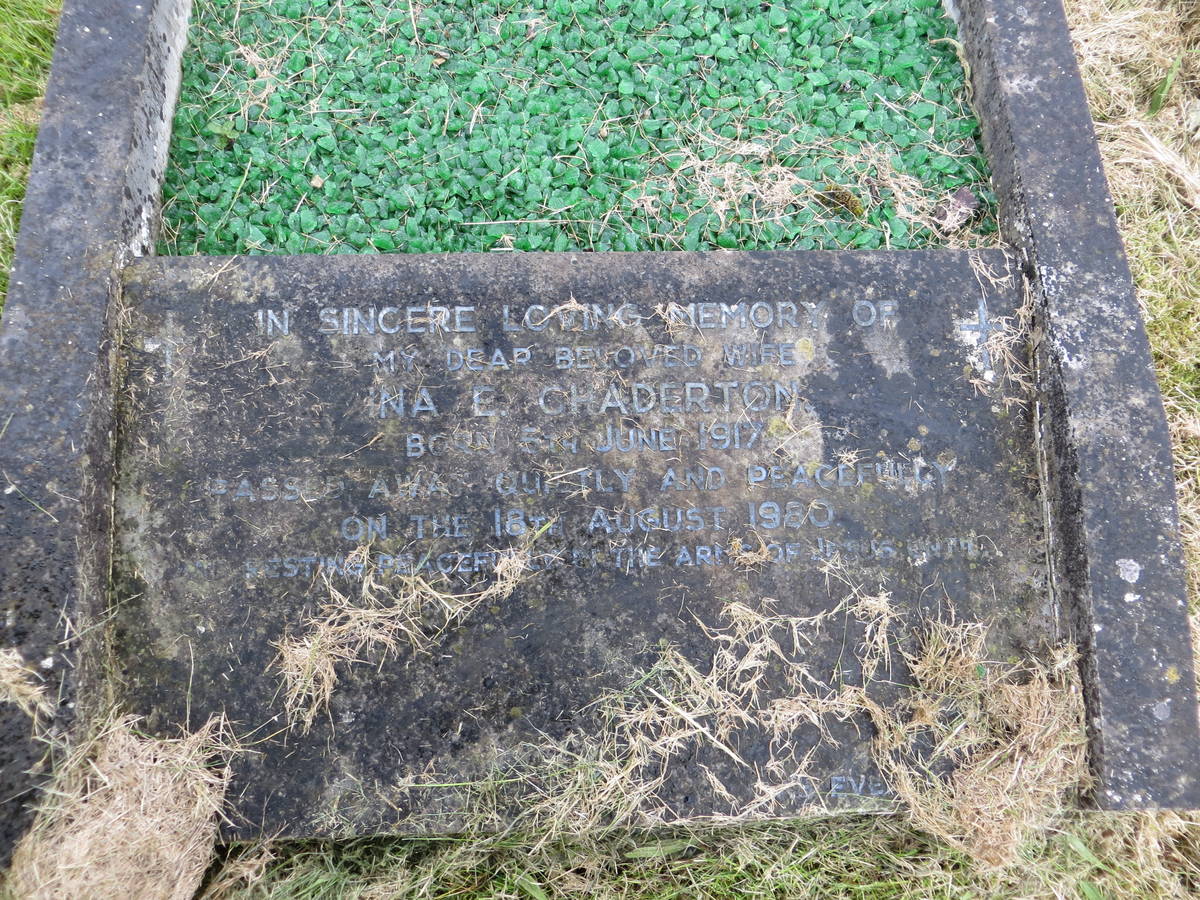 IN SINCERE LOVING MEMORY OF
MY DEAR BELOVED WIFE
INA E. CHADERTON
BORN 5TH JUNE 1917
PASSED AWAY QUIETLY AND PEACEFULLY
ON THE 18TH AUGUST 1980
RESTING PEACEFULLY IN THE ARMS OF JESUS